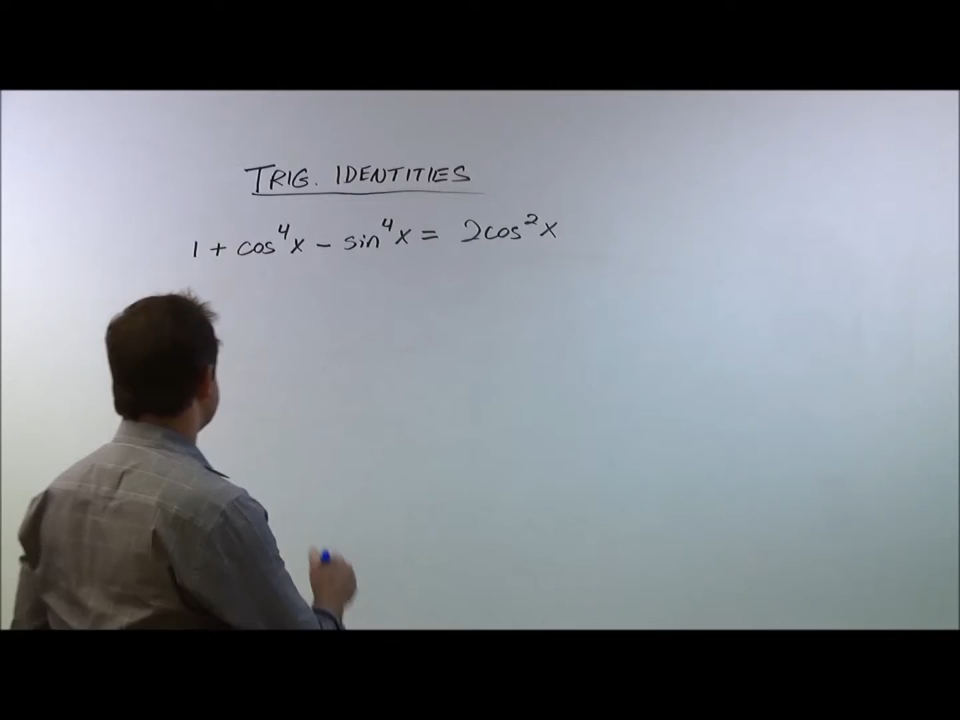 TRIG. IDENTITIES
1 + cos⁴x − sin⁴x = 2cos²x